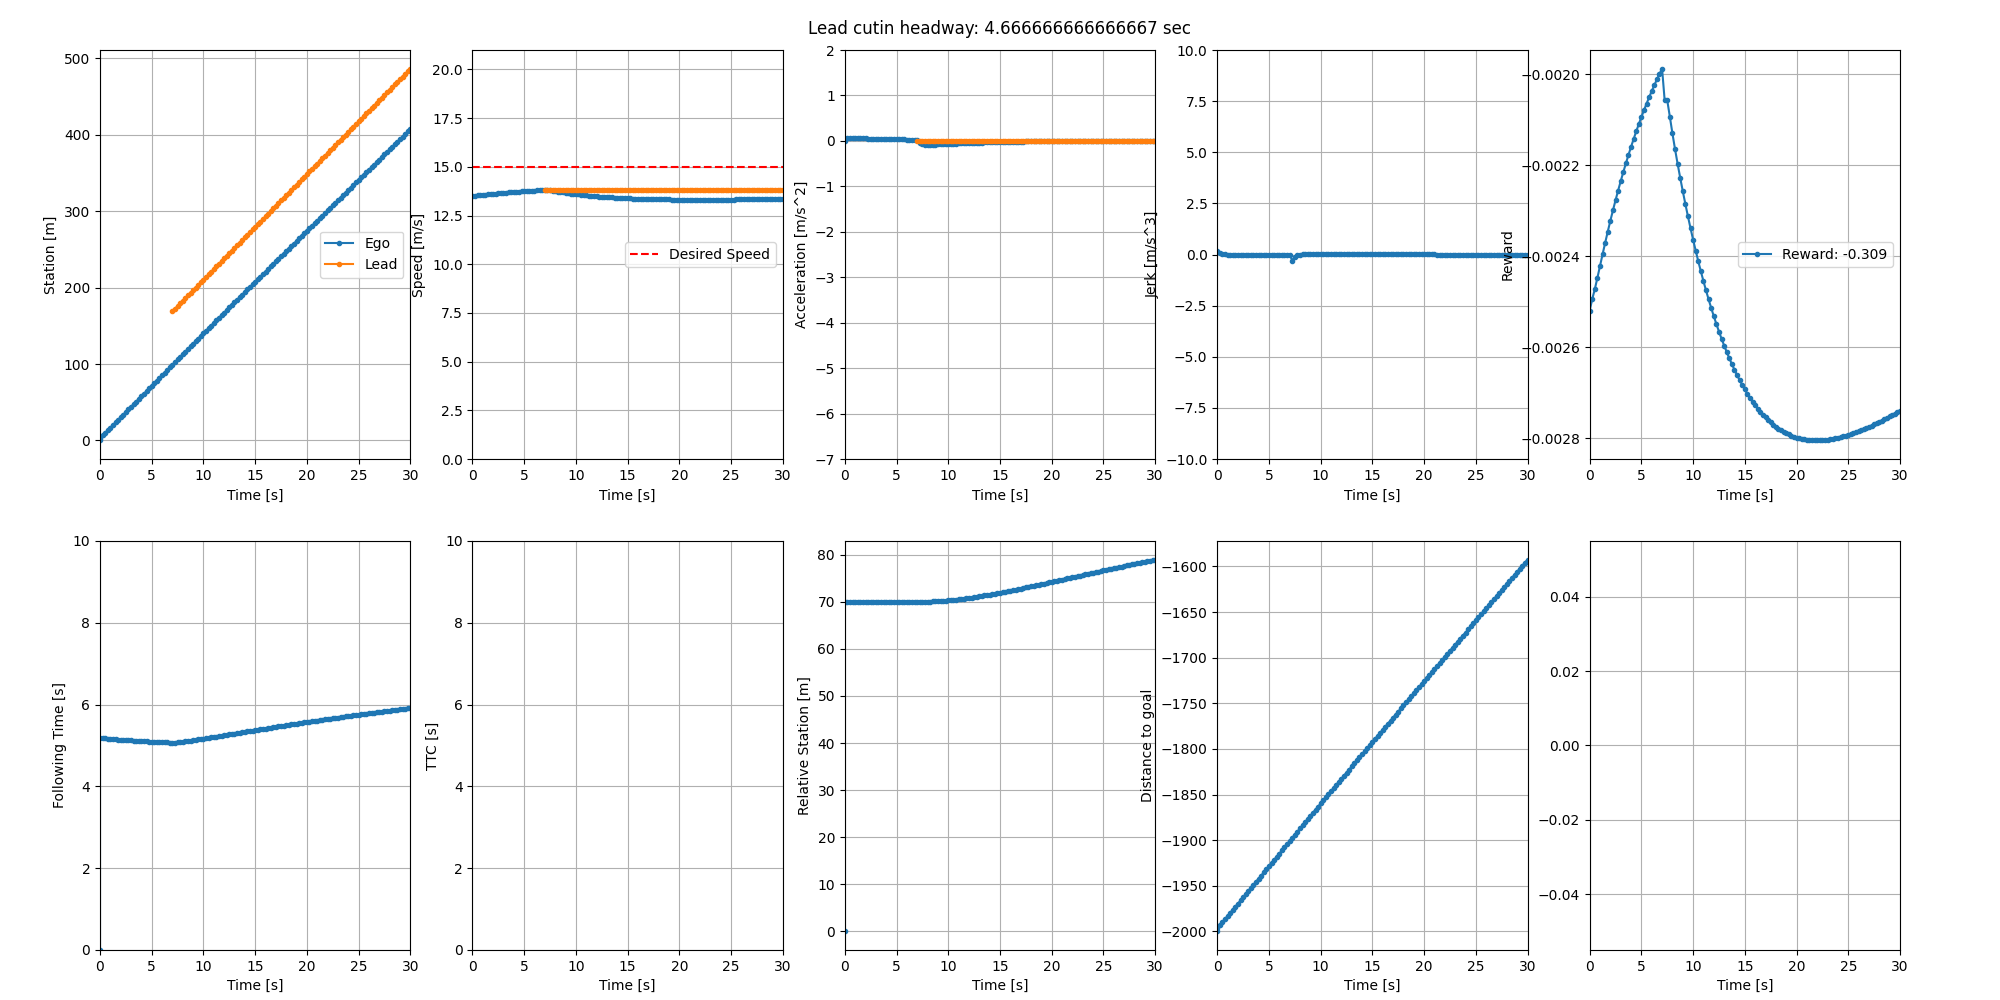 Lead cutin headway: 4.666666666666667 sec
Station [m]
500
400
300
200
100
0
Ego
Lead
0 5 10 15 20 25 30
Time [s]
Speed [m/s]
20.0
17.5
15.0
12.5
10.0
7.5
5.0
2.5
0.0
Desired Speed
0 5 10 15 20 25 30
Time [s]
Acceleration [m/s^2]
2
1
0
−1
−2
−3
−4
−5
−6
−7
0 5 10 15 20 25 30
Time [s]
Jerk [m/s^3]
10.0
7.5
5.0
2.5
0.0
−2.5
−5.0
−7.5
−10.0
0 5 10 15 20 25 30
Time [s]
Reward
−0.0020
−0.0022
−0.0024
−0.0026
−0.0028
Reward: -0.309
0 5 10 15 20 25 30
Time [s]
Following Time [s]
10
8
6
4
2
0
0 5 10 15 20 25 30
Time [s]
TTC [s]
10
8
6
4
2
0
0 5 10 15 20 25 30
Time [s]
Relative Station [m]
80
70
60
50
40
30
20
10
0
0 5 10 15 20 25 30
Time [s]
Distance to goal
−1600
−1650
−1700
−1750
−1800
−1850
−1900
−1950
−2000
0 5 10 15 20 25 30
Time [s]
0.04
0.02
0.00
−0.02
−0.04
0 5 10 15 20 25 30
Time [s]